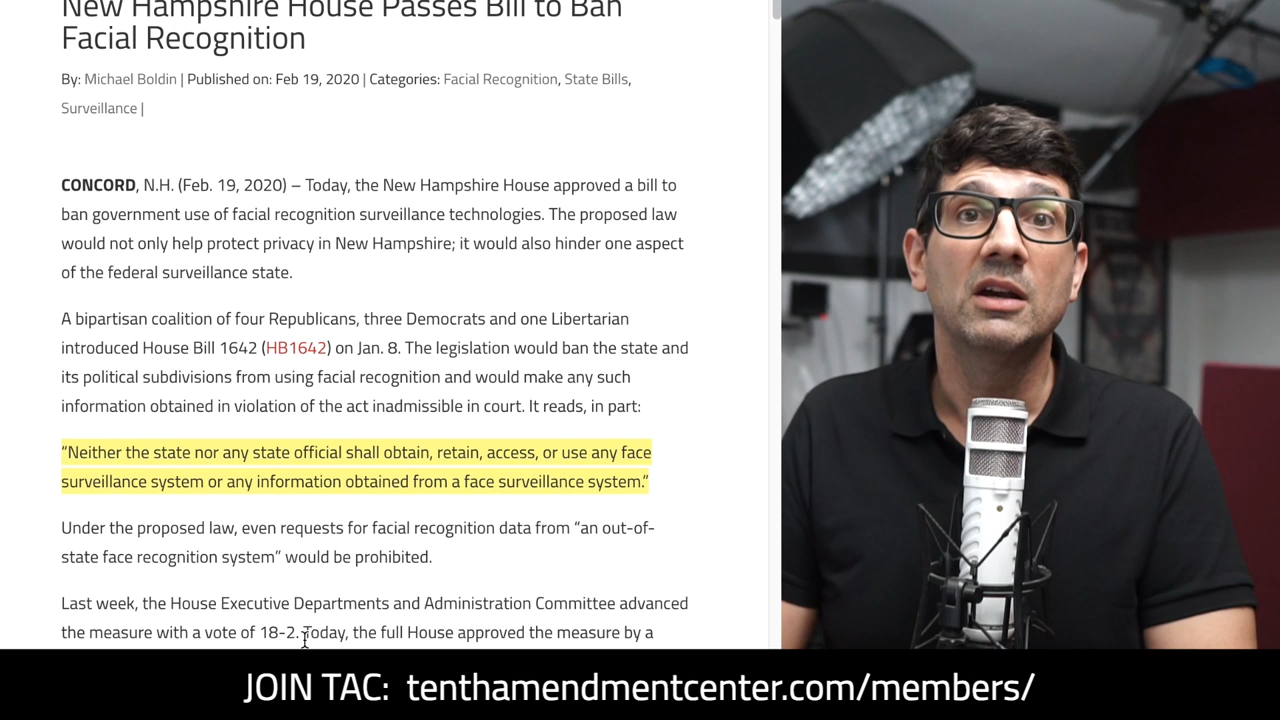 New Hampshire House Passes Bill to Ban
Facial Recognition
By: Michael Boldin | Published on: Feb 19, 2020 | Categories: Facial Recognition, State Bills,
Surveillance |
CONCORD, N.H. (Feb. 19, 2020) – Today, the New Hampshire House approved a bill to
ban government use of facial recognition surveillance technologies. The proposed law
would not only help protect privacy in New Hampshire; it would also hinder one aspect
of the federal surveillance state.
A bipartisan coalition of four Republicans, three Democrats and one Libertarian
introduced House Bill 1642 (HB1642) on Jan. 8. The legislation would ban the state and
its political subdivisions from using facial recognition and would make any such
information obtained in violation of the act inadmissible in court. It reads, in part:
“Neither the state nor any state official shall obtain, retain, access, or use any face
surveillance system or any information obtained from a face surveillance system.”
Under the proposed law, even requests for facial recognition data from “an out-of-
state face recognition system” would be prohibited.
Last week, the House Executive Departments and Administration Committee advanced
the measure with a vote of 18-2. Today, the full House approved the measure by a
JOIN TAC: tenthamendmentcenter.com/members/